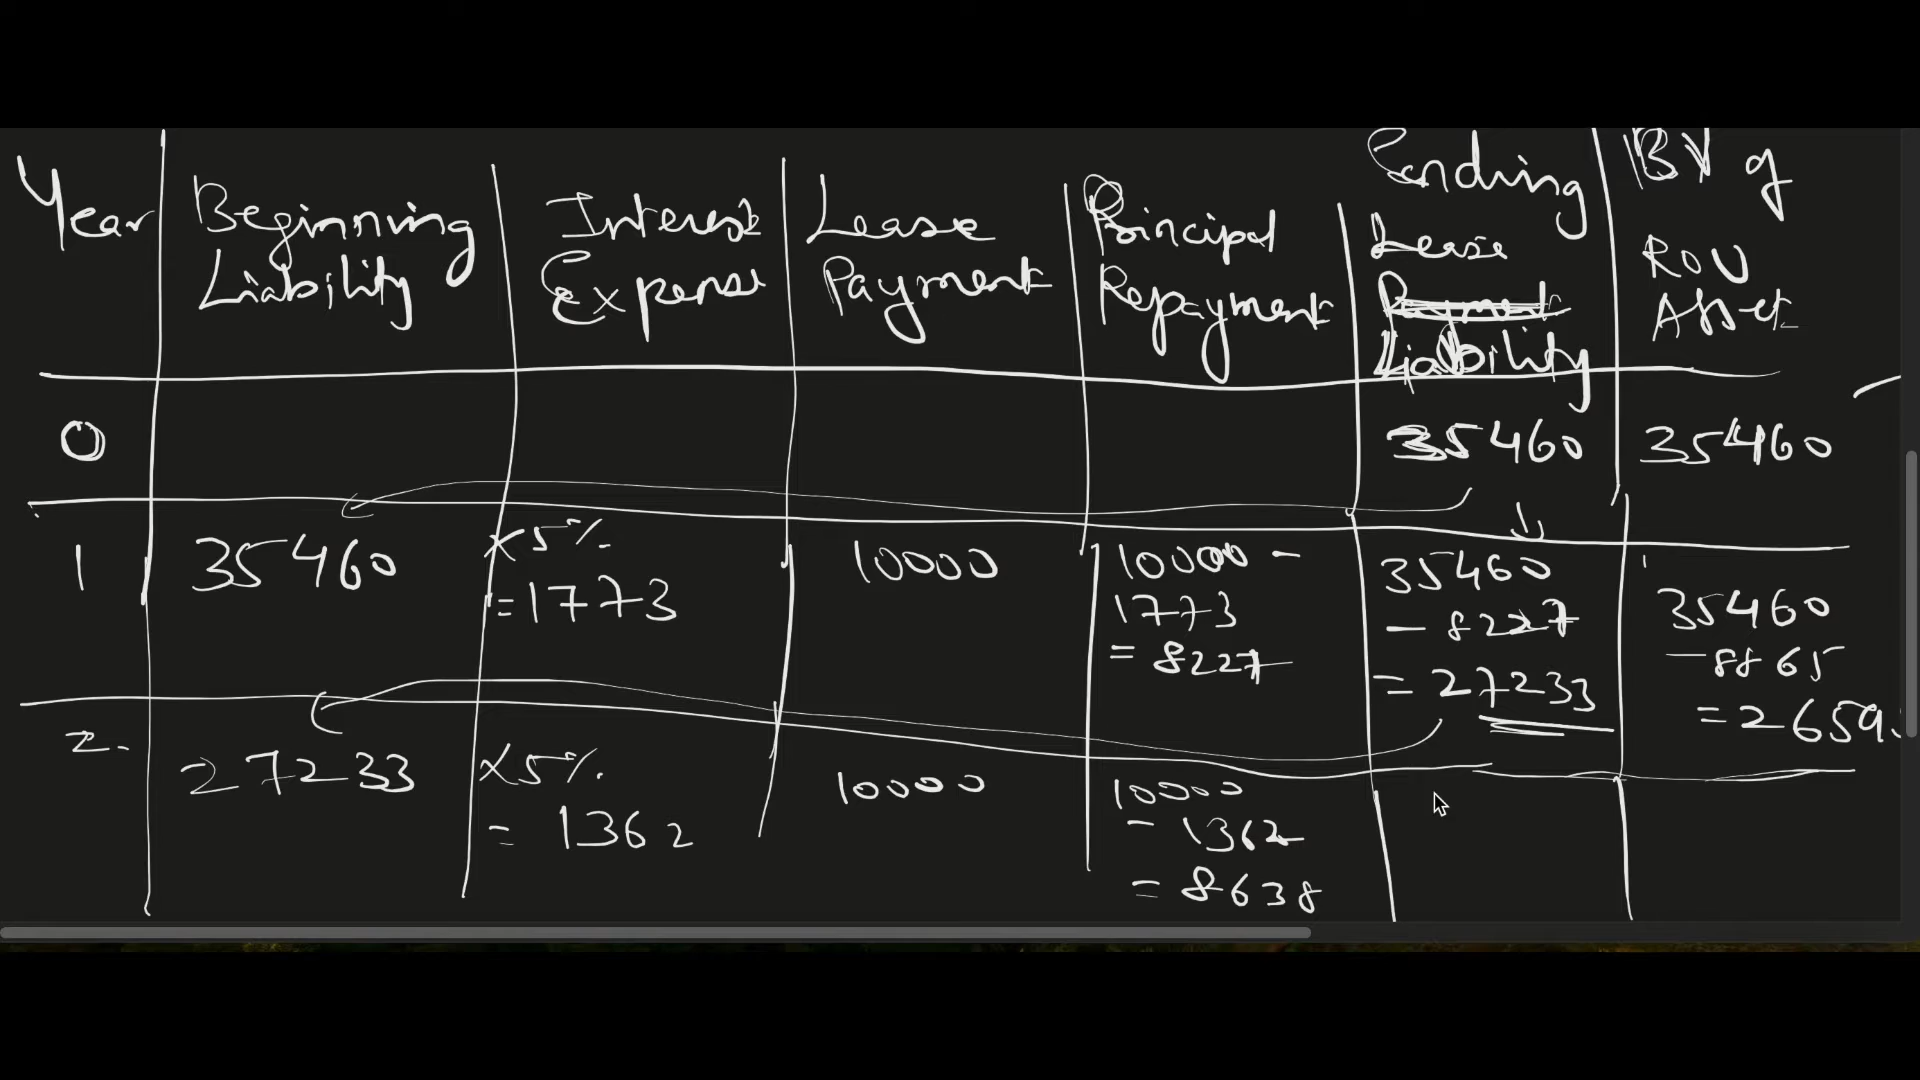 Year
Beginning
Liability
Interest
Expense
Lease
Payment
Principal
Repayment
Ending
Lease
Payment
Liability
BV of
ROU
Asset
0
35460
35460
1
35460
×5%
=1773
10000
10000 -
1773
= 8227
35460
- 8227
= 27233
35460
-8865
=2659
2.
27233
×5%
= 1362
10000
10000
- 1362
= 8638